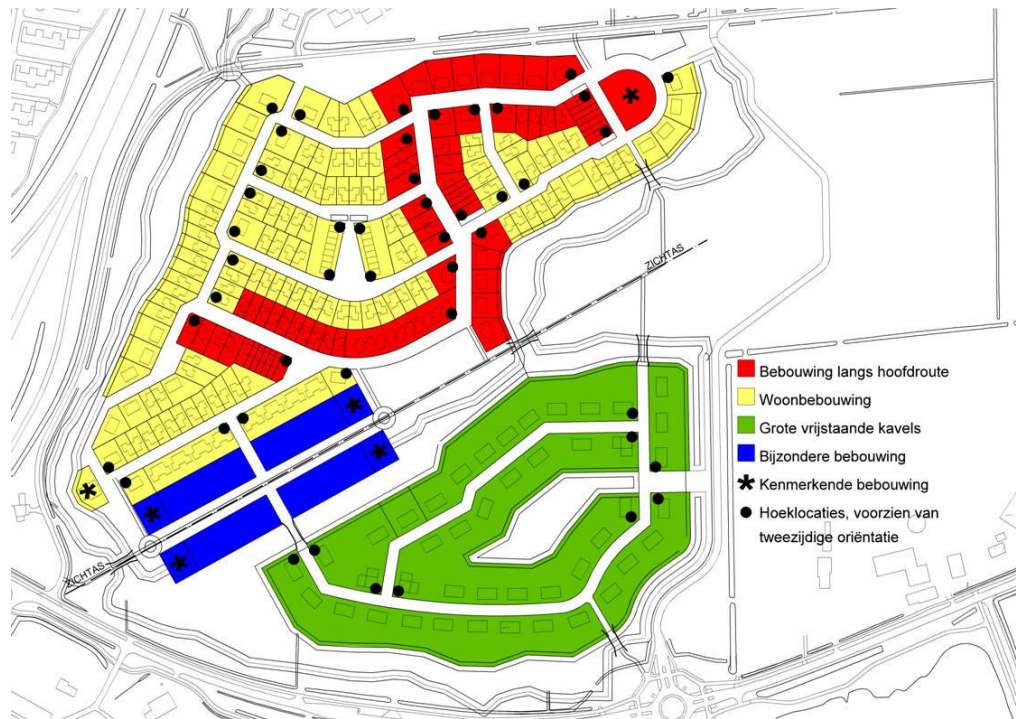 ZICHTAS
Bebouwing langs hoofdroute
Woonbebouwing
Grote vrijstaande kavels
Bijzondere bebouwing
Kenmerkende bebouwing
Hoeklocaties, voorzien van
tweezijdige oriëntatie
ZICHTAS